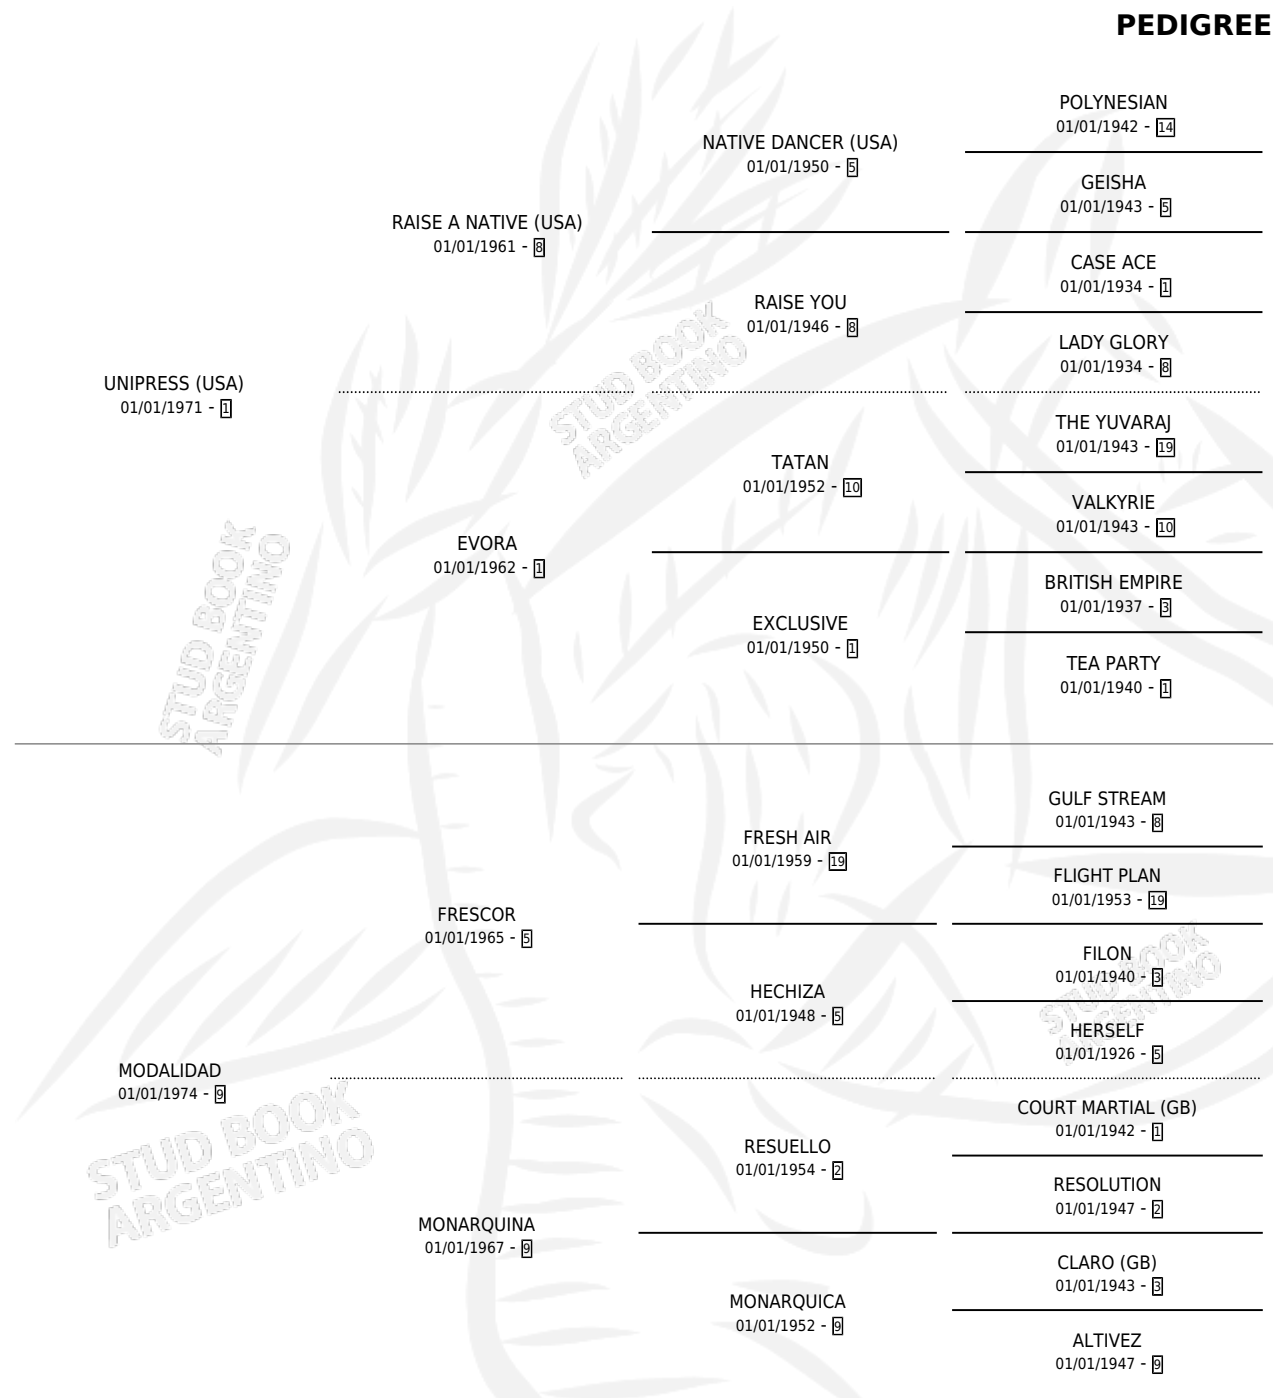 PEDIGREE
POLYNESIAN
01/01/1942 - 14
NATIVE DANCER (USA)
01/01/1950 - 5
GEISHA
01/01/1943 - 5
RAISE A NATIVE (USA)
01/01/1961 - 8
CASE ACE
01/01/1934 - 1
RAISE YOU
01/01/1946 - 8
LADY GLORY
01/01/1934 - 8
UNIPRESS (USA)
01/01/1971 - 1
THE YUVARAJ
01/01/1943 - 19
TATAN
01/01/1952 - 10
VALKYRIE
01/01/1943 - 10
EVORA
01/01/1962 - 1
BRITISH EMPIRE
01/01/1937 - 3
EXCLUSIVE
01/01/1950 - 1
TEA PARTY
01/01/1940 - 1
GULF STREAM
01/01/1943 - 8
FRESH AIR
01/01/1959 - 19
FLIGHT PLAN
01/01/1953 - 19
FRESCOR
01/01/1965 - 5
FILON
01/01/1940 - 3
HECHIZA
01/01/1948 - 5
HERSELF
01/01/1926 - 5
MODALIDAD
01/01/1974 - 9
COURT MARTIAL (GB)
01/01/1942 - 1
RESUELLO
01/01/1954 - 2
RESOLUTION
01/01/1947 - 2
MONARQUINA
01/01/1967 - 9
CLARO (GB)
01/01/1943 - 3
MONARQUICA
01/01/1952 - 9
ALTIVEZ
01/01/1947 - 9
STUD BOOK
ARGENTINO
STUD BOOK
ARGENTINO
STUD BOOK
ARGENTINO
STUD BOOK
ARGENTINO